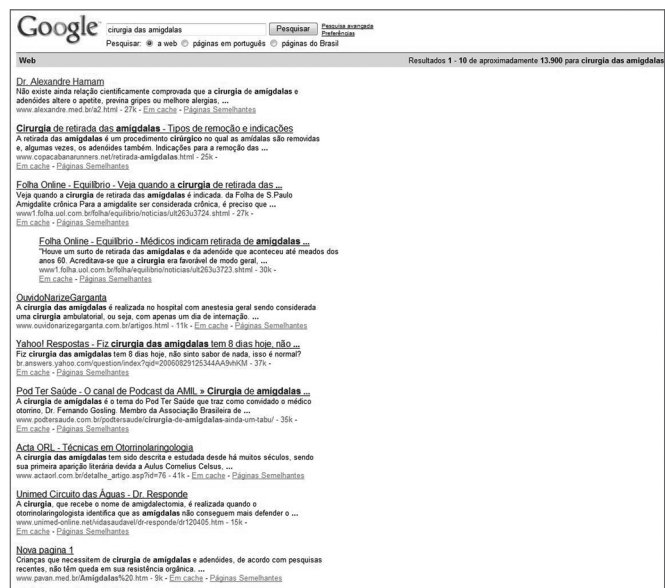 Google cirurgia das amigdalas Pesquisar Pesquisa avançada
Preferências
Pesquisar: a web páginas em português páginas do Brasil
Web Resultados 1 - 10 de aproximadamente 13.900 para cirurgia das amigdalas
Dr. Alexandre Hamam
Não existe ainda relação cientificamente comprovada que a cirurgia de amígdalas e
adenóides altere o apetite, previna gripes ou melhore alergias, ...
www.alexandre.med.br/a2.html - 27k - Em cache - Páginas Semelhantes
Cirurgia de retirada das amígdalas - Tipos de remoção e indicações
A retirada das amígdalas é um procedimento cirúrgico no qual as amídalas são removidas
e, algumas vezes, os adenóides também. Indicações para a remoção das ...
www.copacabanarunners.net/retirada-amigdalas.html - 25k -
Em cache - Páginas Semelhantes
Folha Online - Equilíbrio - Veja quando a cirurgia de retirada das ...
Veja quando a cirurgia de retirada das amígdalas é indicada. da Folha de S.Paulo
Amigdalite crônica Para a amigdalite ser considerada crônica, é preciso que ...
www1.folha.uol.com.br/folha/equilibrio/noticias/ult263u3724.shtml - 27k -
Em cache - Páginas Semelhantes
Folha Online - Equilíbrio - Médicos indicam retirada de amígdalas ...
"Houve um surto de retirada das amígdalas e da adenóide que aconteceu até meados dos
anos 60. Acreditava-se que a cirurgia era favorável de modo geral, ...
www1.folha.uol.com.br/folha/equilibrio/noticias/ult263u3723.shtml - 30k -
Em cache - Páginas Semelhantes
OuvidoNarizeGarganta
A cirurgia das amígdalas é realizada no hospital com anestesia geral sendo considerada
uma cirurgia ambulatorial, ou seja, com apenas um dia de internação. ...
www.ouvidonarizegarganta.com.br/artigos.html - 11k - Em cache - Páginas Semelhantes
Yahoo! Respostas - Fiz cirurgia das amigdalas tem 8 dias hoje, não ...
Fiz cirurgia das amigdalas tem 8 dias hoje, não sinto sabor de nada, isso é normal?
br.answers.yahoo.com/question/index?qid=20060829125344AA9vhKM - 37k -
Em cache - Páginas Semelhantes
Pod Ter Saúde - O canal de Podcast da AMIL » Cirurgia de amígdalas ...
A cirurgia de amígdalas é o tema do Pod Ter Saúde que traz como convidado o médico
otorrino, Dr. Fernando Gosling. Membro da Associação Brasileira de ...
www.podtersaude.com.br/podtersaude/cirurgia-de-amigdalas-ainda-um-tabu/ - 35k -
Em cache - Páginas Semelhantes
Acta ORL - Técnicas em Otorrinolaringologia
A cirurgia das amígdalas tem sido descrita e estudada desde há muitos séculos, sendo
sua primeira aparição literária devida a Aulus Cornelius Celsus, ...
www.actaorl.com.br/detalhe_artigo.asp?id=76 - 41k - Em cache - Páginas Semelhantes
Unimed Circuito das Águas - Dr. Responde
A cirurgia, que recebe o nome de amigdalectomia, é realizada quando o
otorrinolaringologista identifica que as amígdalas não conseguem mais defender o ...
www.unimed-online.net/vidasaudavel/dr-responde/dr120405.htm - 15k -
Em cache - Páginas Semelhantes
Nova pagina 1
Crianças que necessitem de cirurgia de amígdalas e adenóides, de acordo com pesquisas
recentes, não têm queda em sua resistência orgânica. ...
www.pavan.med.br/Amigdalas%20.htm - 9k - Em cache - Páginas Semelhantes